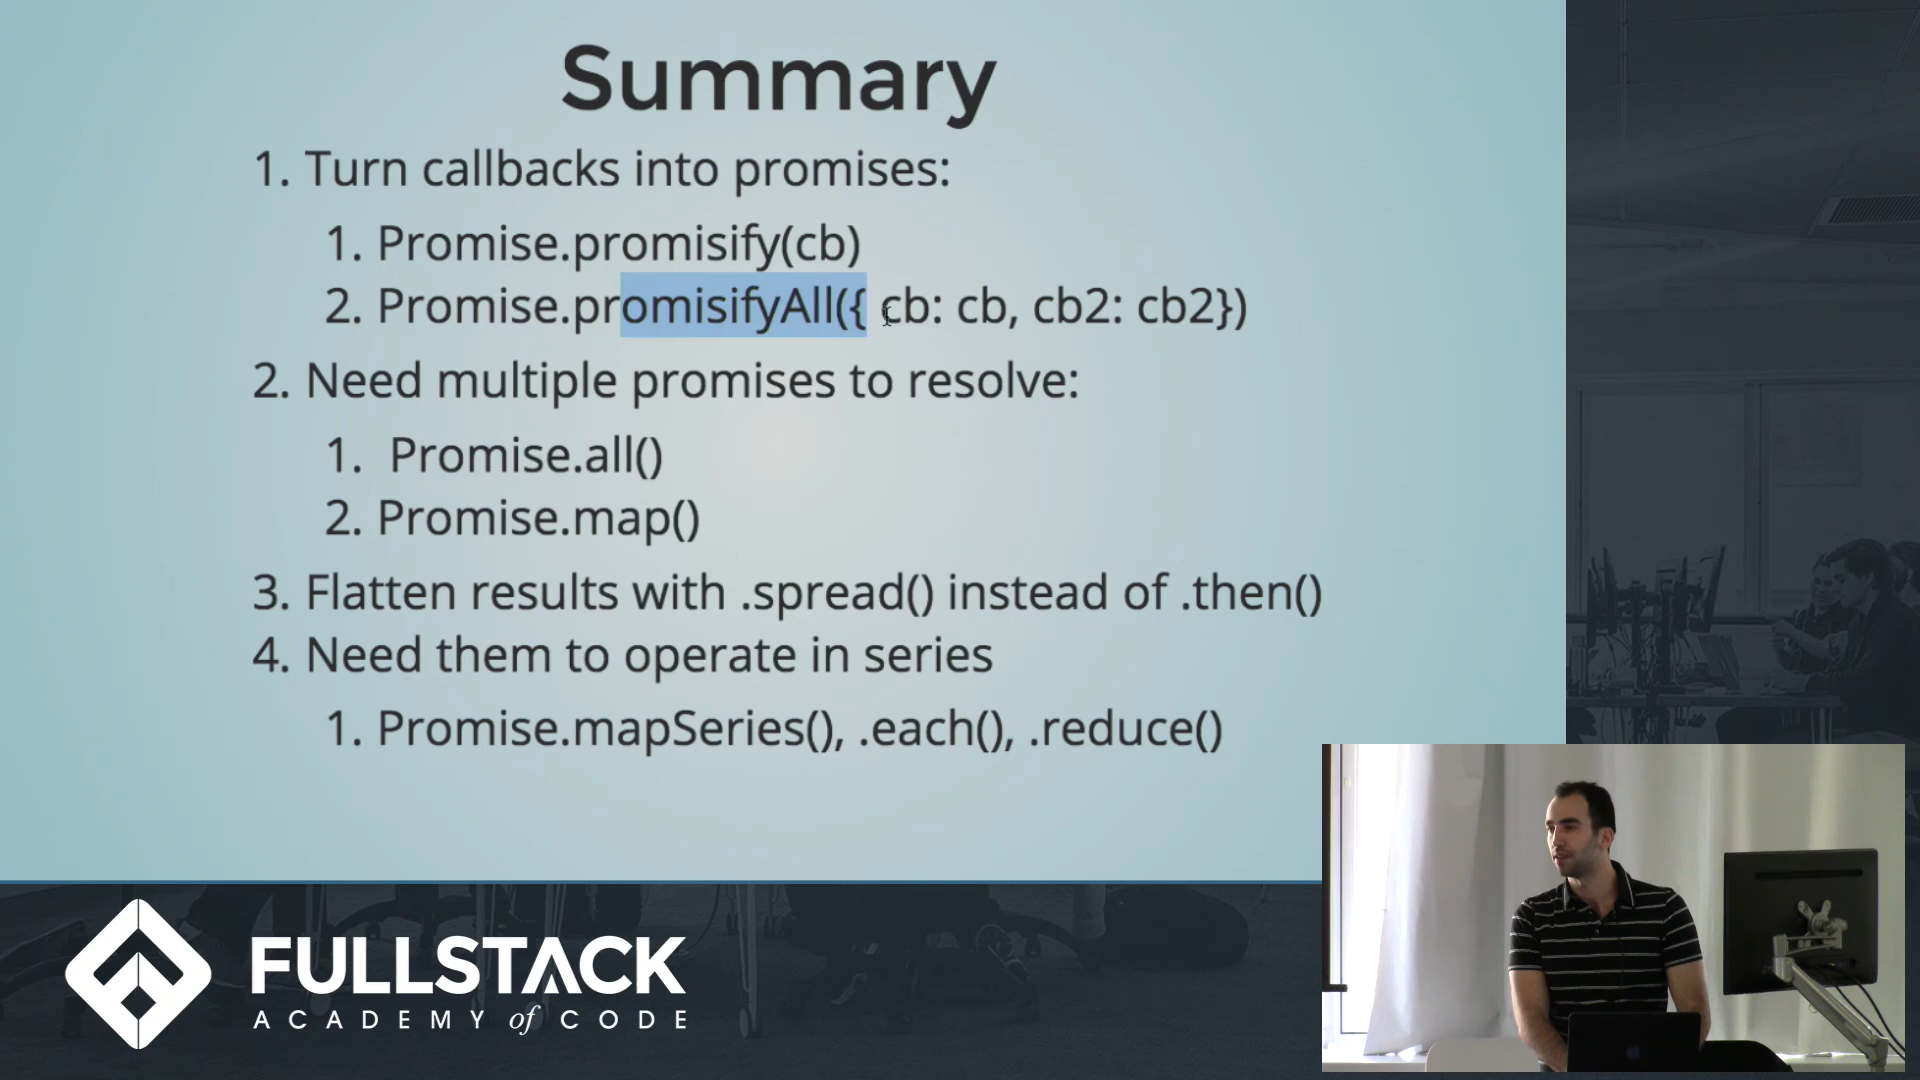 Summary
1. Turn callbacks into promises:
1. Promise.promisify(cb)
2. Promise.promisifyAll({ cb: cb, cb2: cb2})
2. Need multiple promises to resolve:
1. Promise.all()
2. Promise.map()
3. Flatten results with .spread() instead of .then()
4. Need them to operate in series
1. Promise.mapSeries(), .each(), .reduce()
FULLSTACK
ACADEMY of CODE